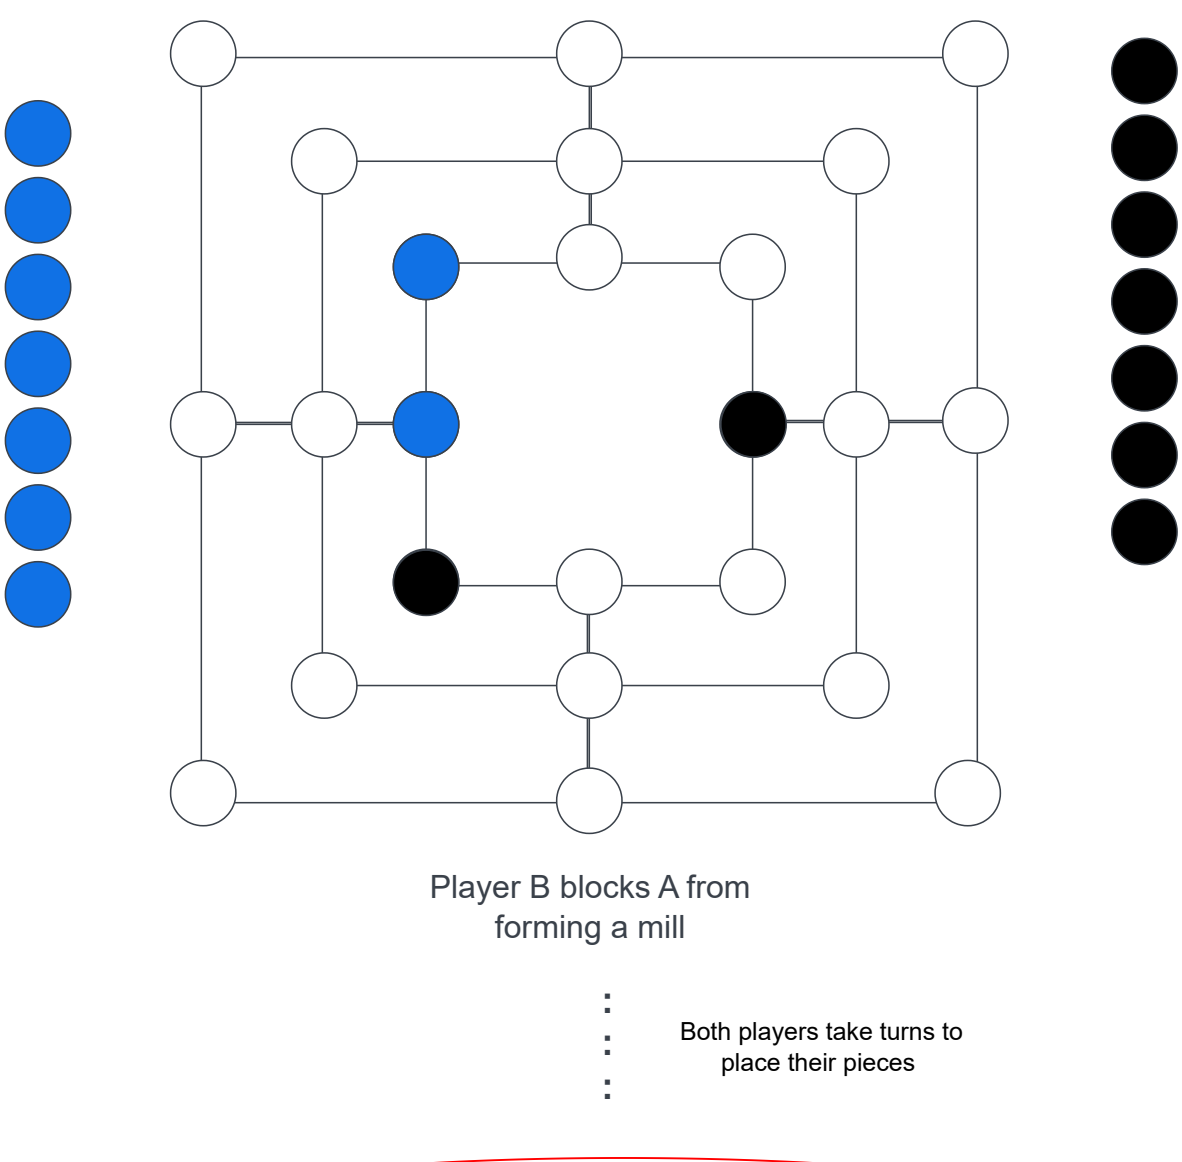 Player B blocks A from
forming a mill
:
:
:
Both players take turns to
place their pieces